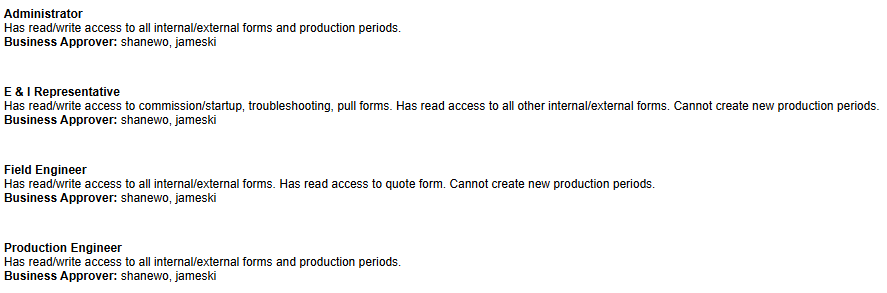 Administrator
Has read/write access to all internal/external forms and production periods.
Business Approver: shanewo, jameski
E & I Representative
Has read/write access to commission/startup, troubleshooting, pull forms. Has read access to all other internal/external forms. Cannot create new production periods.
Business Approver: shanewo, jameski
Field Engineer
Has read/write access to all internal/external forms. Has read access to quote form. Cannot create new production periods.
Business Approver: shanewo, jameski
Production Engineer
Has read/write access to all internal/external forms and production periods.
Business Approver: shanewo, jameski